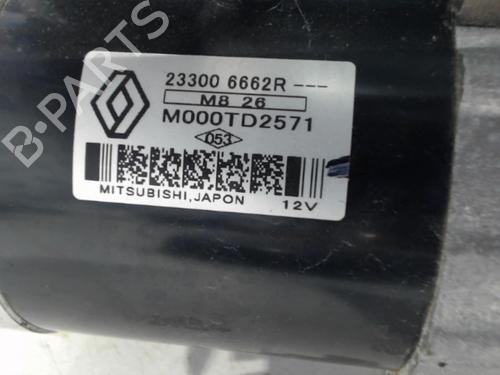 23300 6662R ---
M8 26
M000TD2571
053
MITSUBISHI,JAPON 12V
B-PARTS